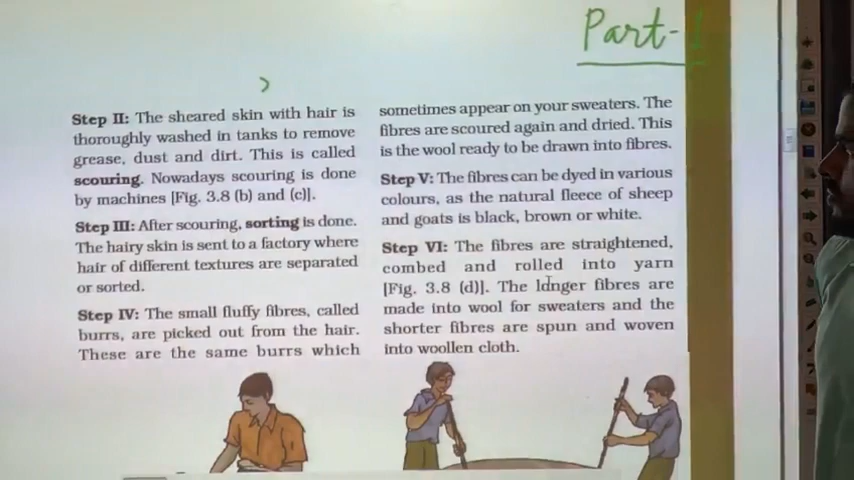 Part-1
Step II: The sheared skin with hair is
thoroughly washed in tanks to remove
grease, dust and dirt. This is called
scouring. Nowadays scouring is done
by machines [Fig. 3.8 (b) and (c)].
Step III: After scouring, sorting is done.
The hairy skin is sent to a factory where
hair of different textures are separated
or sorted.
Step IV: The small fluffy fibres, called
burrs, are picked out from the hair.
These are the same burrs which
sometimes appear on your sweaters. The
fibres are scoured again and dried. This
is the wool ready to be drawn into fibres.
Step V: The fibres can be dyed in various
colours, as the natural fleece of sheep
and goats is black, brown or white.
Step VI: The fibres are straightened,
combed and rolled into yarn
[Fig. 3.8 (d)]. The longer fibres are
made into wool for sweaters and the
shorter fibres are spun and woven
into woollen cloth.